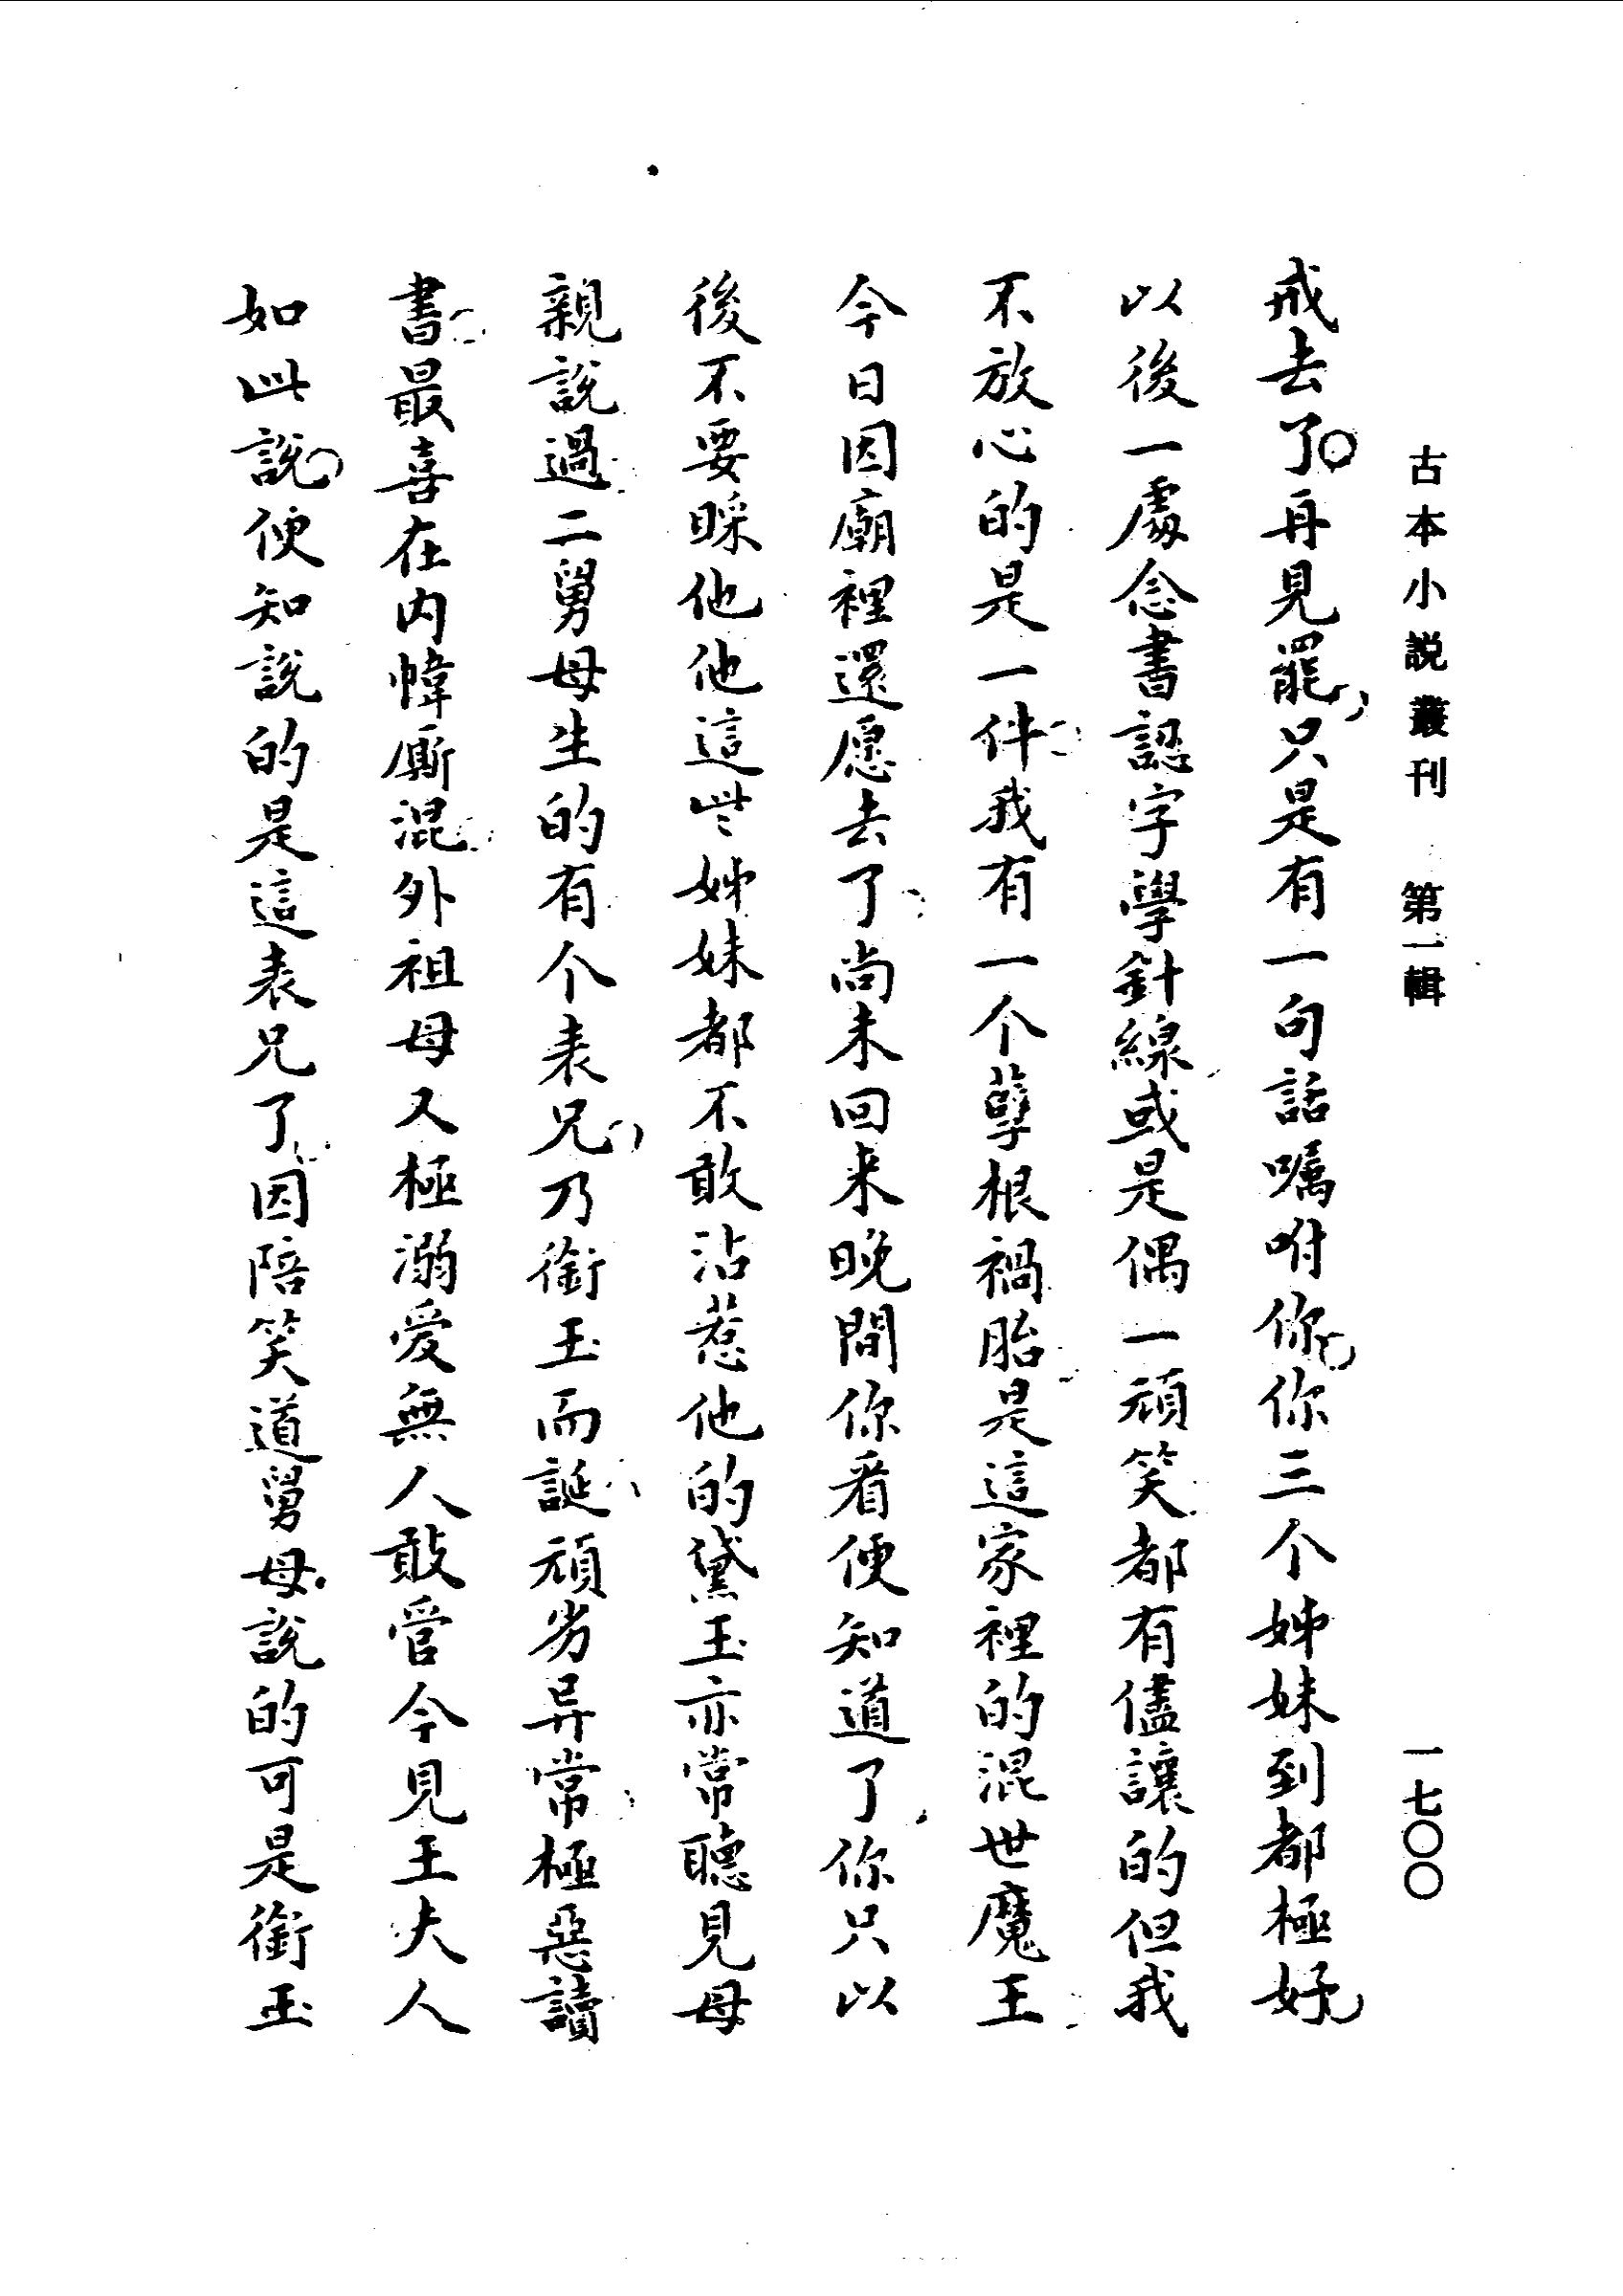 古本小説叢刊 第一輯 一七〇〇
戒去了再見罷只是有一句話嘱咐你你三个姊妹到都極好
以後一處念書認字學針線或是偶一頑笑都有儘讓的但我
不放心的是一件我有一个孽根禍胎是這家裡的混世魔王
今日因廟裡還愿去了尚未回来晚間你看便知道了你只以
後不要睬他他這些姊妹都不敢沾惹他的黛玉亦常聽見母
親說過二舅母生的有个表兄乃銜玉而誕頑劣异常極惡讀
書最喜在内幃廝混外祖母又極溺愛無人敢管今見王夫人
如此說便知說的是這表兄了因陪笑道舅母說的可是銜玉